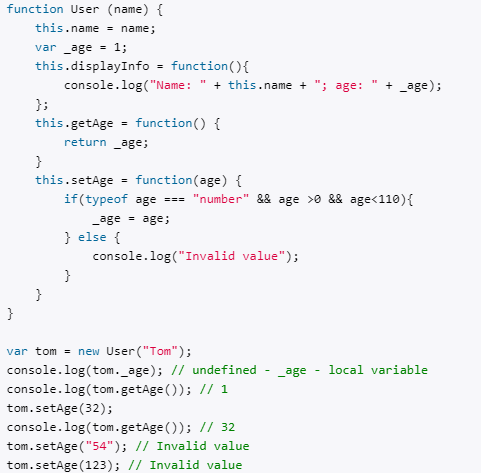 function User (name) {
    this.name = name;
    var _age = 1;
    this.displayInfo = function(){
        console.log("Name: " + this.name + "; age: " + _age);
    };
    this.getAge = function() {
        return _age;
    }
    this.setAge = function(age) {
        if(typeof age === "number" && age >0 && age<110){
            _age = age;
        } else {
            console.log("Invalid value");
        }
    }
}

var tom = new User("Tom");
console.log(tom._age); // undefined - _age - local variable
console.log(tom.getAge()); // 1
tom.setAge(32);
console.log(tom.getAge()); // 32
tom.setAge("54"); // Invalid value
tom.setAge(123); // Invalid value